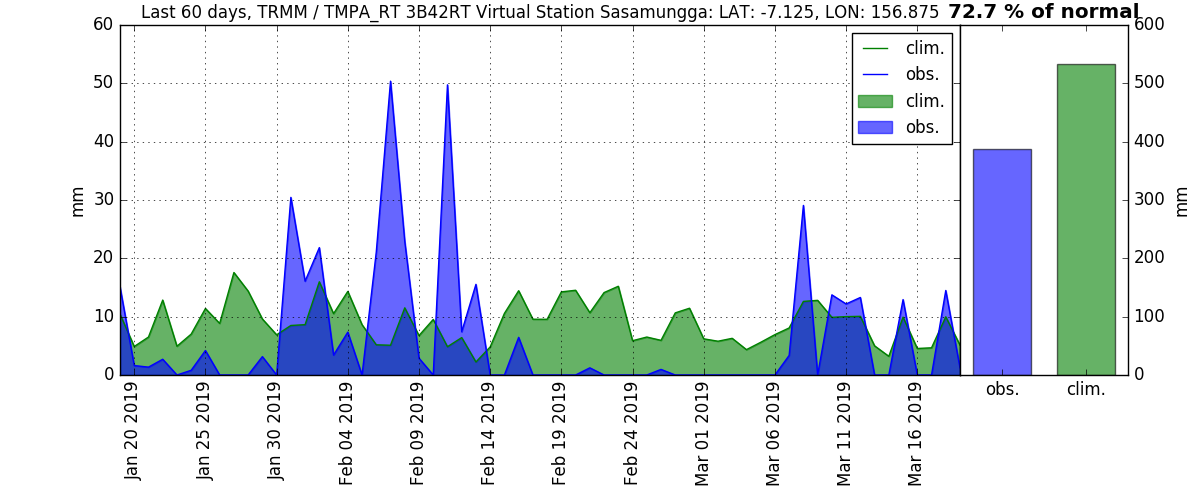 Last 60 days, TRMM / TMPA_RT 3B42RT Virtual Station Sasamungga: LAT: -7.125, LON: 156.875 72.7 % of normal
60
50
40
30
20
10
0
mm
clim.
obs.
clim.
obs.
600
500
400
300
200
100
0
mm
obs. clim.
Jan 20 2019
Jan 25 2019
Jan 30 2019
Feb 04 2019
Feb 09 2019
Feb 14 2019
Feb 19 2019
Feb 24 2019
Mar 01 2019
Mar 06 2019
Mar 11 2019
Mar 16 2019